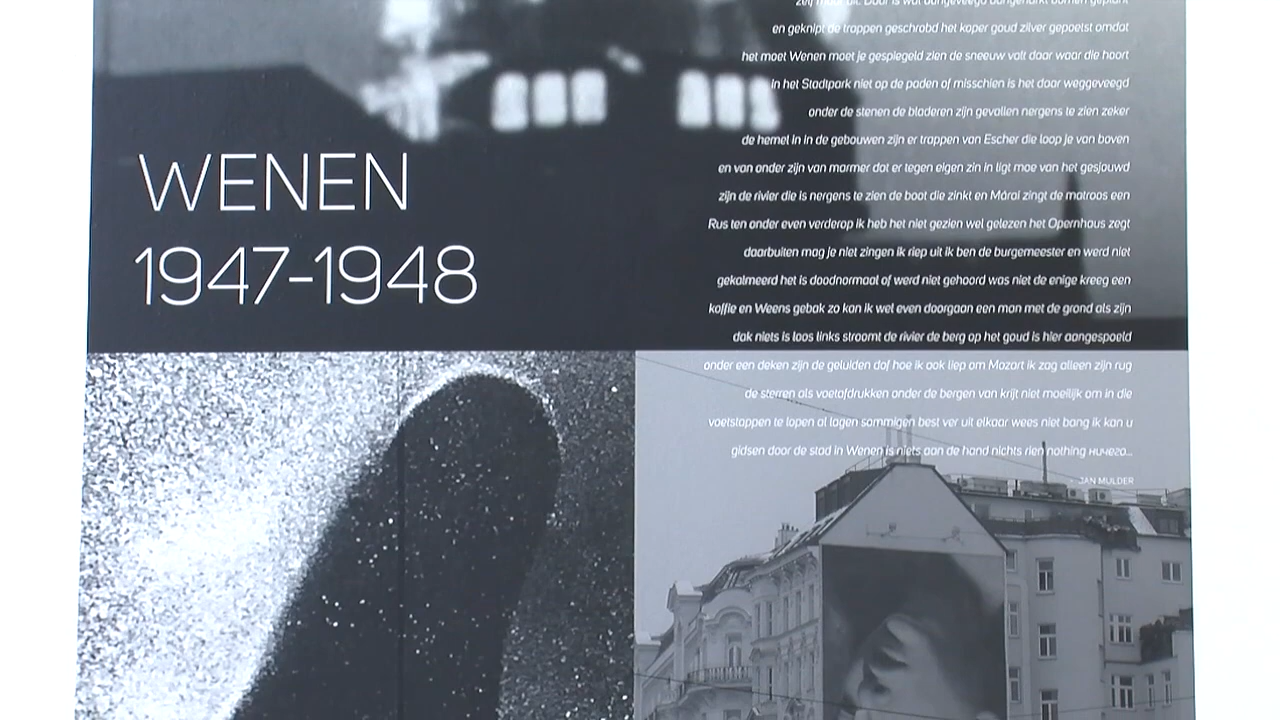 zelf maar uit. Daar is wat aangeveegd aangeharkt bomen geplant
en geknipt de trappen geschrobd het koper goud zilver gepoetst omdat
het moet Wenen moet je gespiegeld zien de sneeuw valt daar waar die hoort
in het Stadtpark niet op de paden of misschien is het daar weggeveegd
onder de stenen de bladeren zijn gevallen nergens te zien zeker
de hemel in in de gebouwen zijn er trappen van Escher die loop je van boven
en van onder zijn van marmer dat er tegen eigen zin in ligt moe van het gesjouwd
zijn de rivier die is nergens te zien de boot die zinkt en Márai zingt de matroos een
Rus ten onder even verderop ik heb het niet gezien wel gelezen het Opernhaus zegt
daarbuiten mag je niet zingen ik riep uit ik ben de burgemeester en werd niet
gekalmeerd het is doodnormaal of werd niet gehoord was niet de enige kreeg een
koffie en Weens gebak zo kan ik wel even doorgaan een man met de grond als zijn
dak niets is loos links stroomt de rivier de berg op het goud is hier aangespoeld
onder een deken zijn de geluiden dof hoe ik ook liep om Mozart ik zag alleen zijn rug
de sterren als voetafdrukken onder de bergen van krijt niet moeilijk om in die
voetstappen te lopen al lagen sommigen best ver uit elkaar wees niet bang ik kan u
gidsen door de stad in Wenen is niets aan de hand nichts rien nothing ничего...
- JAN MULDER
WENEN
1947-1948